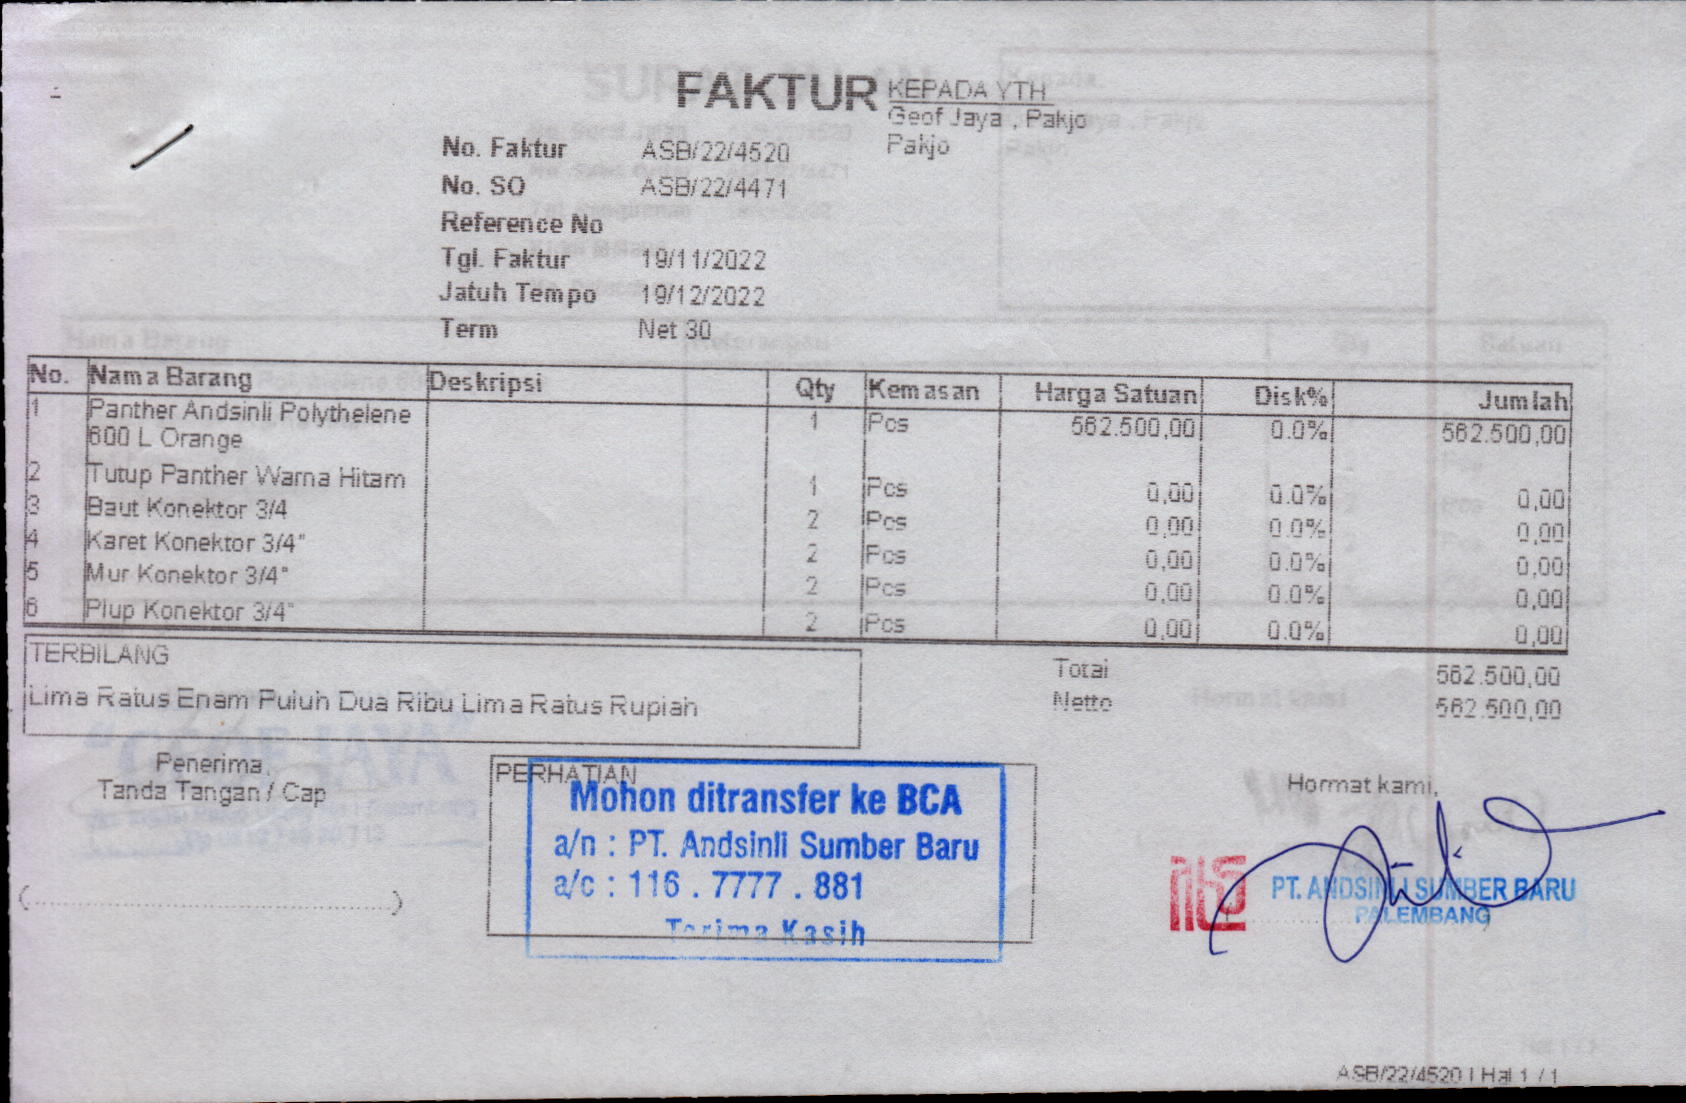 FAKTUR
KEPADA YTH
Geof Jaya , Pakjo
Pakjo
No. Faktur ASB/22/4520
No. SO ASB/22/4471
Reference No
Tgl. Faktur 19/11/2022
Jatuh Tempo 19/12/2022
Term Net 30
No. Nama Barang Deskripsi Qty Kemasan Harga Satuan Disk% Jumlah
1 Panther Andsinli Polythelene 1 Pcs 562.500,00 0.0% 562.500,00
600 L Orange
2 Tutup Panther Warna Hitam 1 Pcs 0,00 0.0% 0,00
3 Baut Konektor 3/4 2 Pcs 0,00 0.0% 0,00
4 Karet Konektor 3/4" 2 Pcs 0,00 0.0% 0,00
5 Mur Konektor 3/4" 2 Pcs 0,00 0.0% 0,00
6 Plup Konektor 3/4" 2 Pcs 0,00 0.0% 0,00
TERBILANG
Lima Ratus Enam Puluh Dua Ribu Lima Ratus Rupiah
Total 562.500,00
Netto 562.500,00
Penerima,
Tanda Tangan / Cap
(..............................................)
PERHATIAN
Mohon ditransfer ke BCA
a/n : PT. Andsinli Sumber Baru
a/c : 116 . 7777 . 881
Terima Kasih
Hormat kami,
PT. ANDSINLI SUMBER BARU
PALEMBANG
ASB/22/4520 | Hal 1 / 1